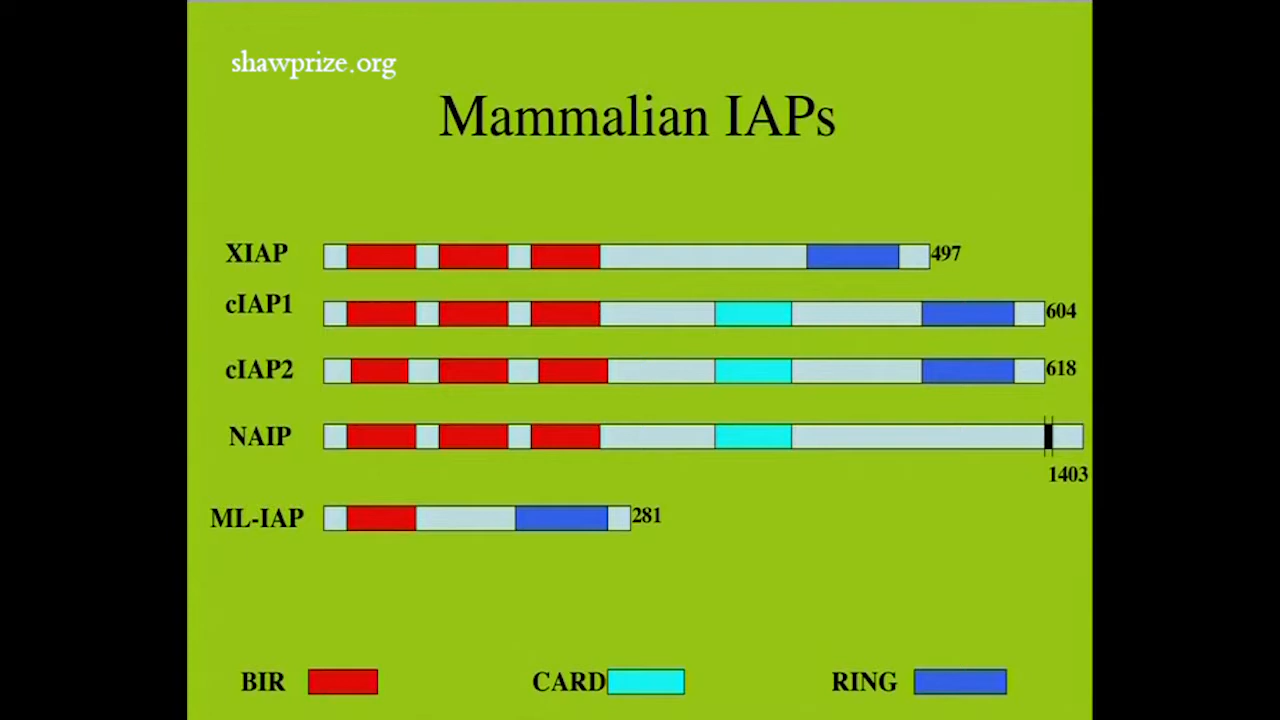 shawprize.org
Mammalian IAPs
XIAP 497
cIAP1 604
cIAP2 618
NAIP 1403
ML-IAP 281
BIR CARD RING